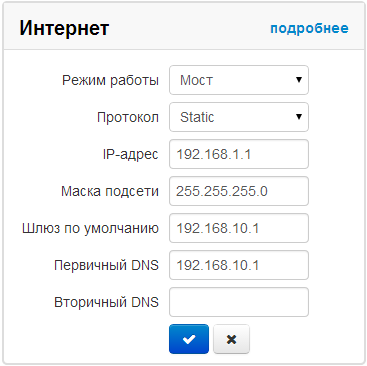 Интернет подробнее
Режим работы Мост
Протокол Static
IP-адрес 192.168.1.1
Маска подсети 255.255.255.0
Шлюз по умолчанию 192.168.10.1
Первичный DNS 192.168.10.1
Вторичный DNS